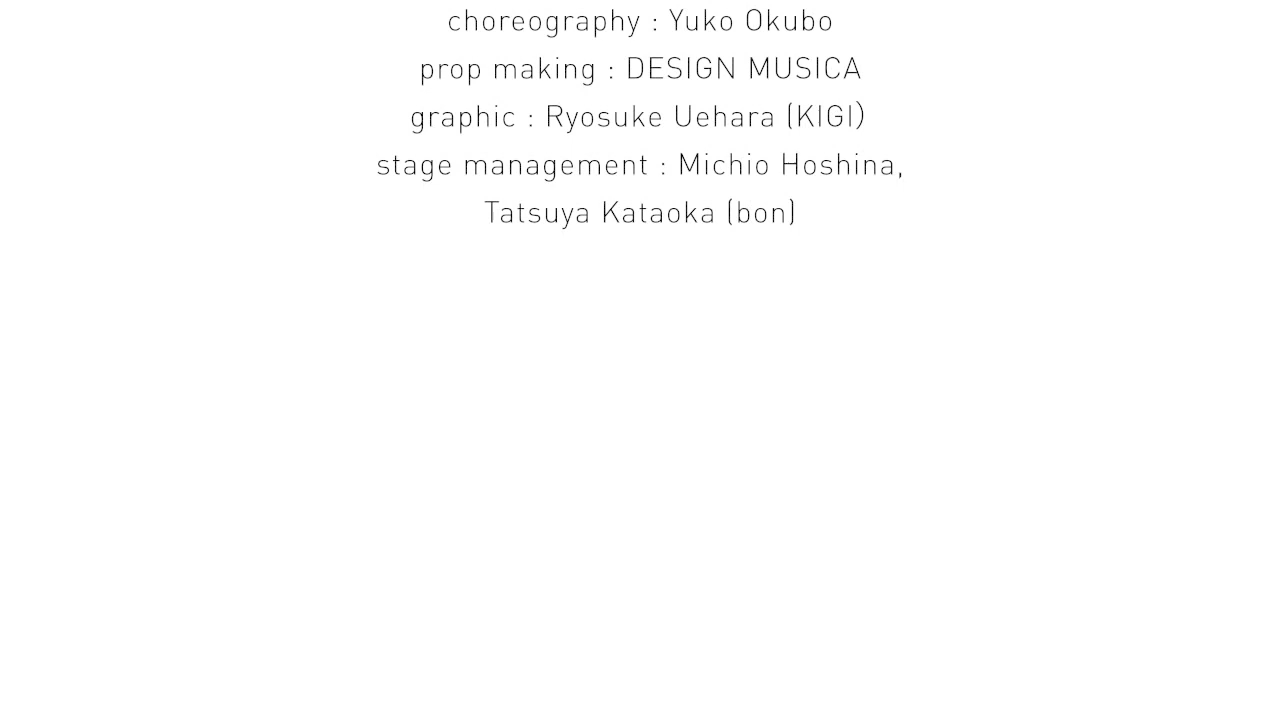 choreography : Yuko Okubo
prop making : DESIGN MUSICA
graphic : Ryosuke Uehara (KIGI)
stage management : Michio Hoshina,
Tatsuya Kataoka (bon)